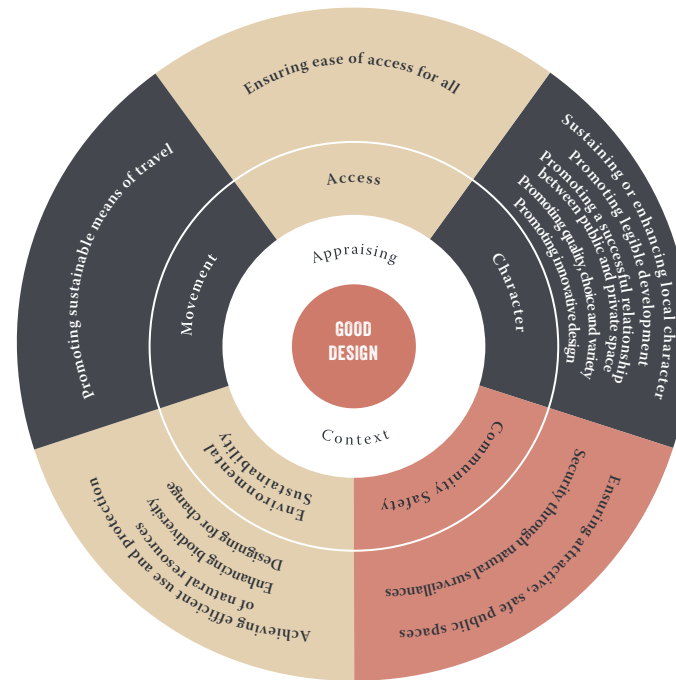 Ensuring ease of access for all
Access
Sustaining or enhancing local character
Promoting legible development
Promoting a successful relationship
between public and private space
Promoting quality, choice and variety
Promoting innovative design
Character
Ensuring attractive, safe public spaces
Security through natural surveillances
Community Safety
Achieving efficient use and protection
of natural resources
Enhancing biodiversity
Designing for change
Environmental
Sustainability
Promoting sustainable means of travel
Movement
Appraising
GOOD
DESIGN
Context